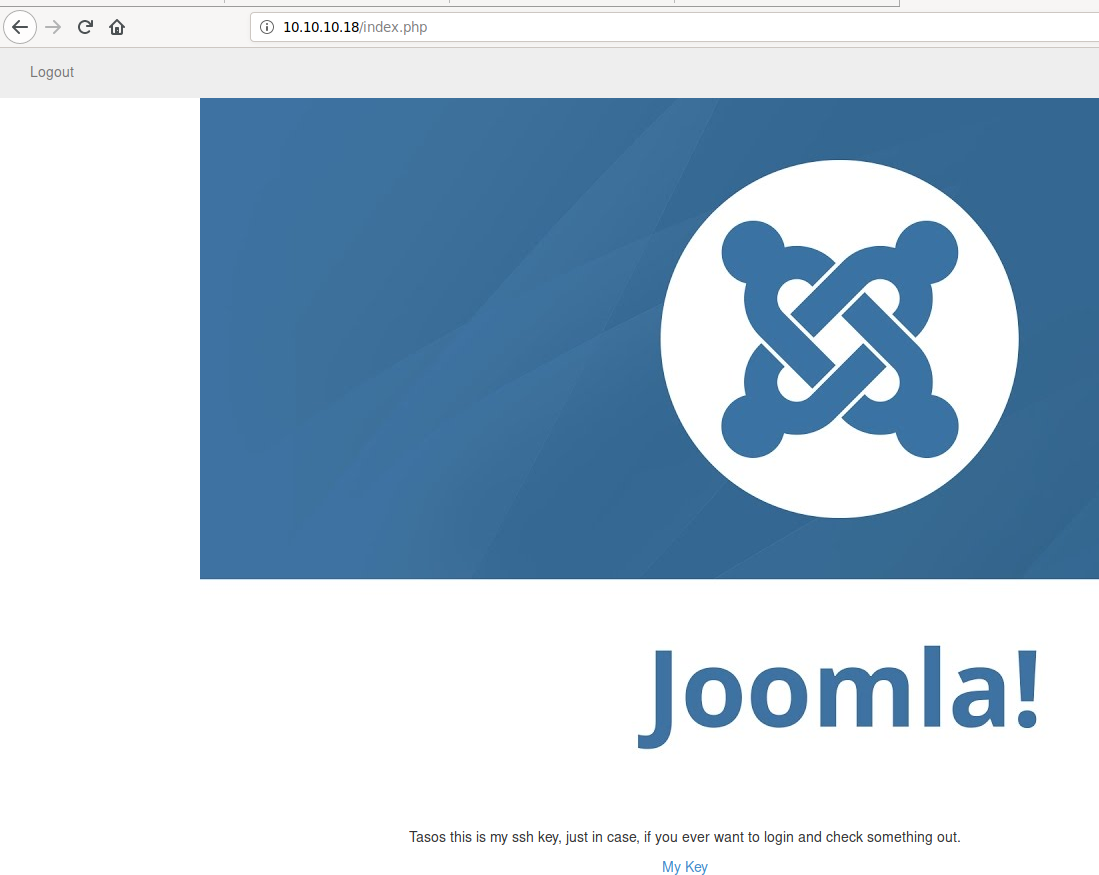 10.10.10.18/index.php
Logout
Joomla!
Tasos this is my ssh key, just in case, if you ever want to login and check something out.
My Key